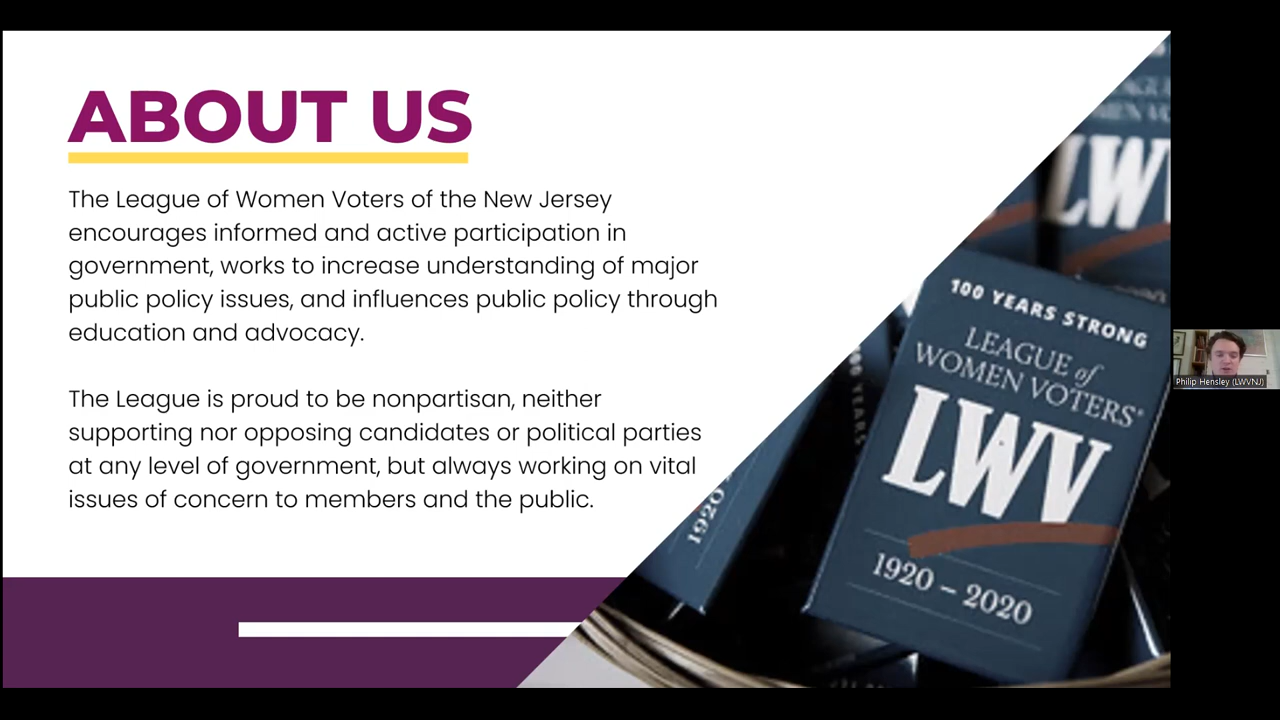 ABOUT US
The League of Women Voters of the New Jersey
encourages informed and active participation in
government, works to increase understanding of major
public policy issues, and influences public policy through
education and advocacy.
The League is proud to be nonpartisan, neither
supporting nor opposing candidates or political parties
at any level of government, but always working on vital
issues of concern to members and the public.
LWV
100 YEARS STRONG
LEAGUE of
WOMEN VOTERS®
LWV
1920 – 2020
YEARS
1920 -
Philip Hensley (LWVNJ)